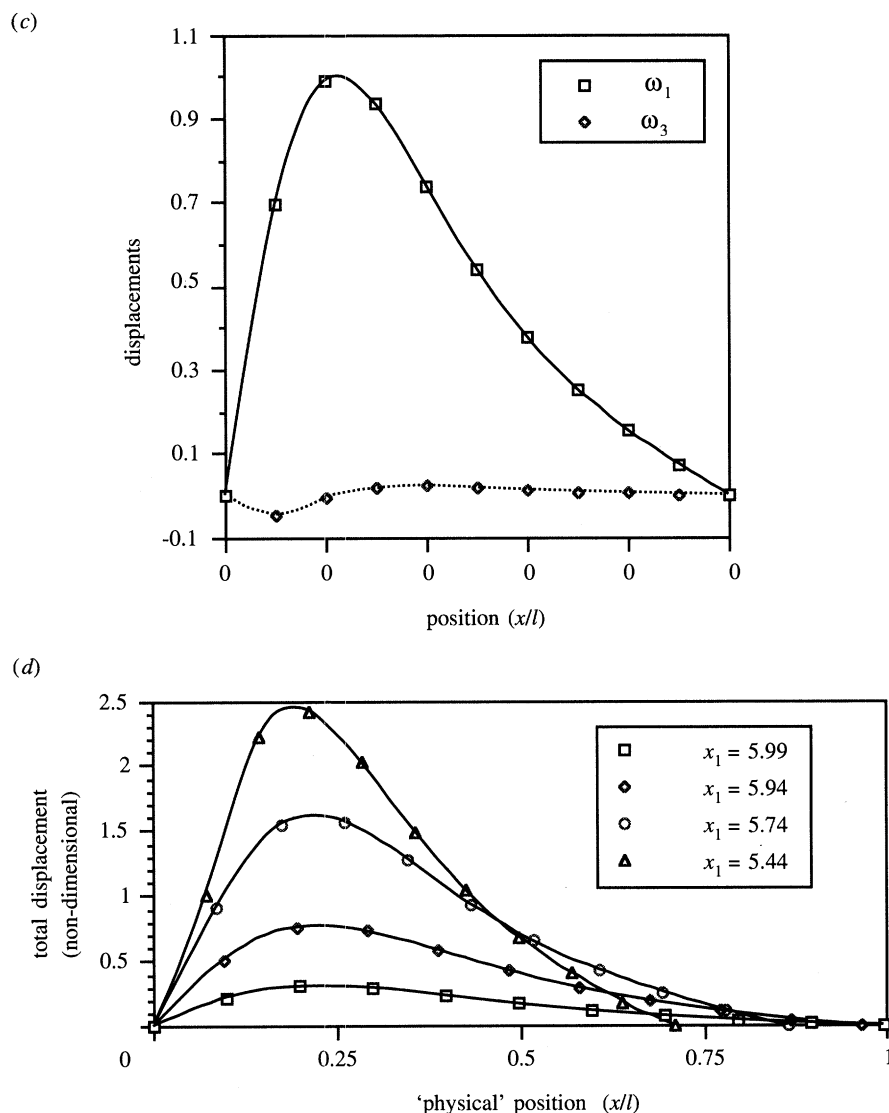 (c)
1.1
0.9
0.7
0.5
0.3
0.1
-0.1
displacements
ω1
ω3
0 0 0 0 0 0
position (x/l)
(d)
2.5
2
1.5
1
0.5
0
total displacement
(non-dimensional)
x1 = 5.99
x1 = 5.94
x1 = 5.74
x1 = 5.44
0.25 0.5 0.75 1
'physical' position (x/l)